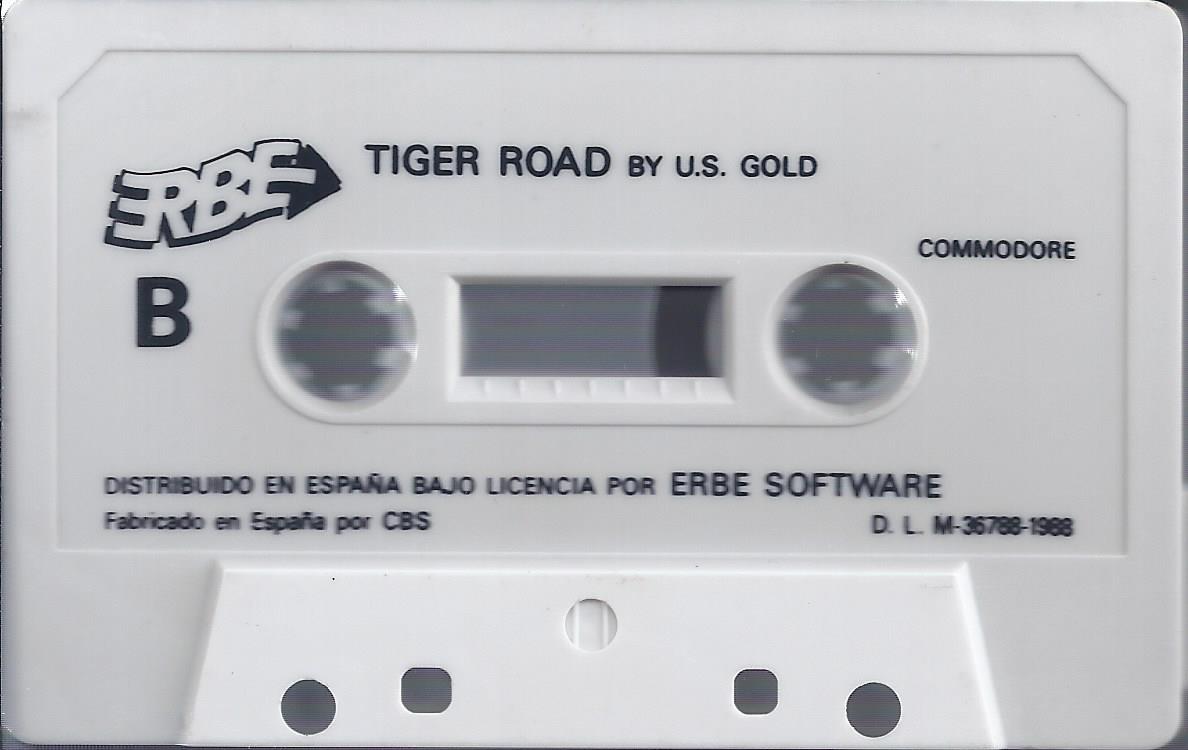 ERBE
TIGER ROAD BY U.S. GOLD
COMMODORE
B
DISTRIBUIDO EN ESPAÑA BAJO LICENCIA POR ERBE SOFTWARE
Fabricado en España por CBS
D. L. M-36788-1988